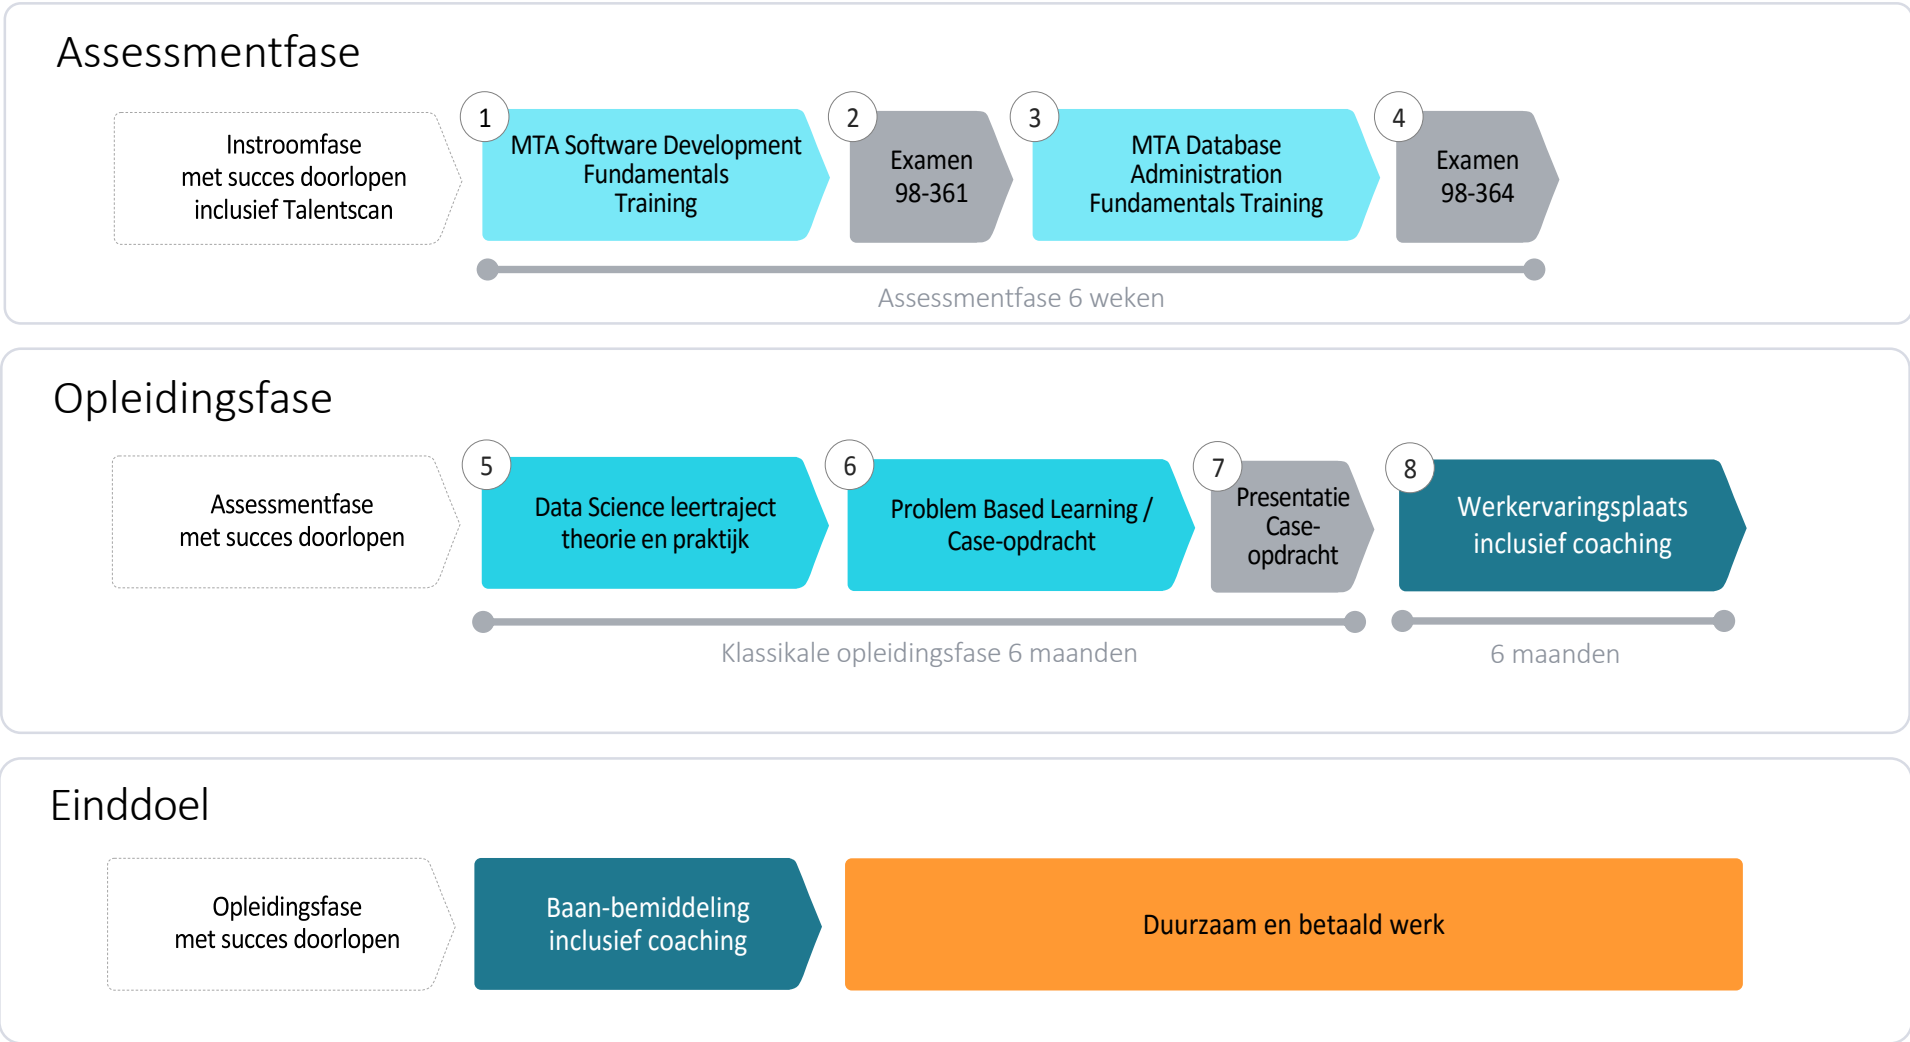 Assessmentfase
Instroomfase
met succes doorlopen
inclusief Talentscan
1
MTA Software Development
Fundamentals
Training
2
Examen
98-361
3
MTA Database
Administration
Fundamentals Training
4
Examen
98-364
Assessmentfase 6 weken
Opleidingsfase
Assessmentfase
met succes doorlopen
5
Data Science leertraject
theorie en praktijk
6
Problem Based Learning /
Case-opdracht
7
Presentatie
Case-
opdracht
8
Werkervaringsplaats
inclusief coaching
Klassikale opleidingsfase 6 maanden
6 maanden
Einddoel
Opleidingsfase
met succes doorlopen
Baan-bemiddeling
inclusief coaching
Duurzaam en betaald werk